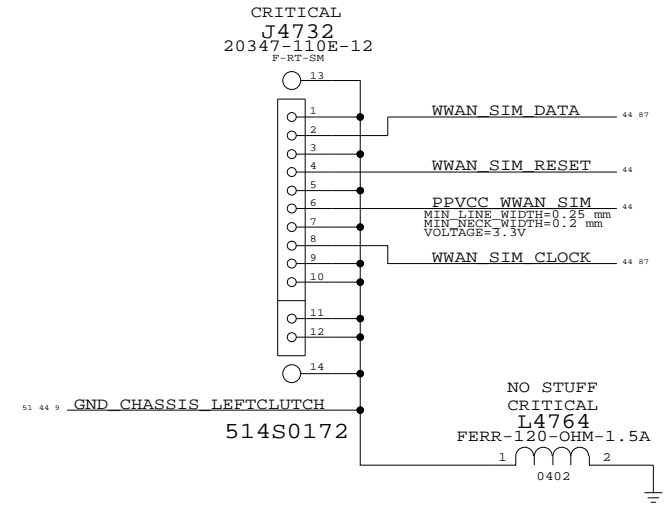 CRITICAL
J4732
20347-110E-12
F-RT-SM
13
1
WWAN_SIM_DATA 44 87
2
3
4
WWAN_SIM_RESET 44
5
6
PPVCC_WWAN_SIM 44
MIN_LINE_WIDTH=0.25 mm
MIN_NECK_WIDTH=0.2 mm
VOLTAGE=3.3V
7
8
9
WWAN_SIM_CLOCK 44 87
10
11
12
14
51 44 9 GND_CHASSIS_LEFTCLUTCH
514S0172
NO STUFF
CRITICAL
L4764
FERR-120-OHM-1.5A
1 2
0402